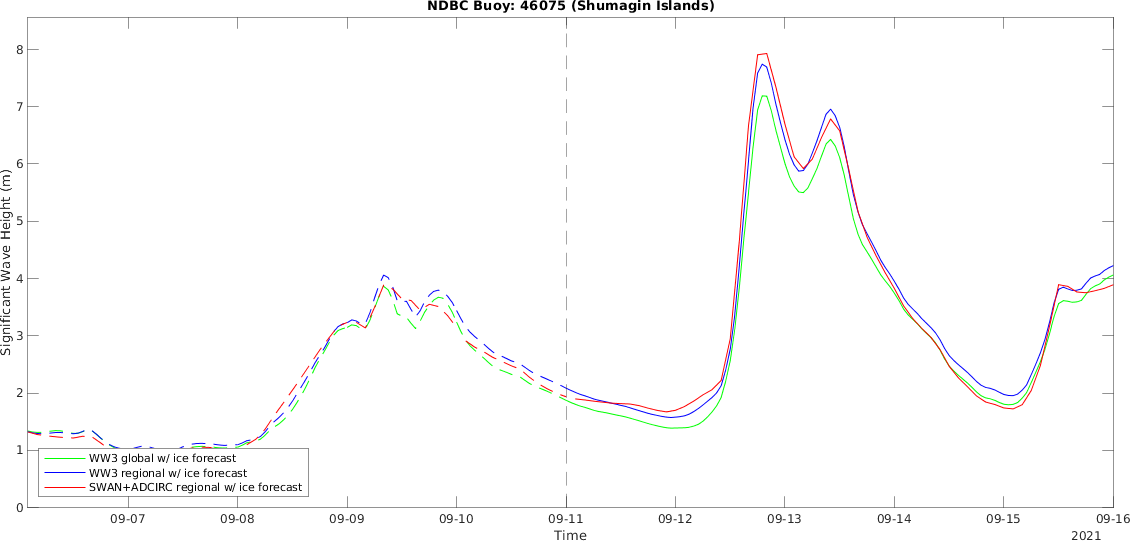 NDBC Buoy: 46075 (Shumagin Islands)
Significant Wave Height (m)
8
7
6
5
4
3
2
1
0
WW3 global w/ ice forecast
WW3 regional w/ ice forecast
SWAN+ADCIRC regional w/ ice forecast
09-07 09-08 09-09 09-10 09-11 09-12 09-13 09-14 09-15 09-16
Time
2021